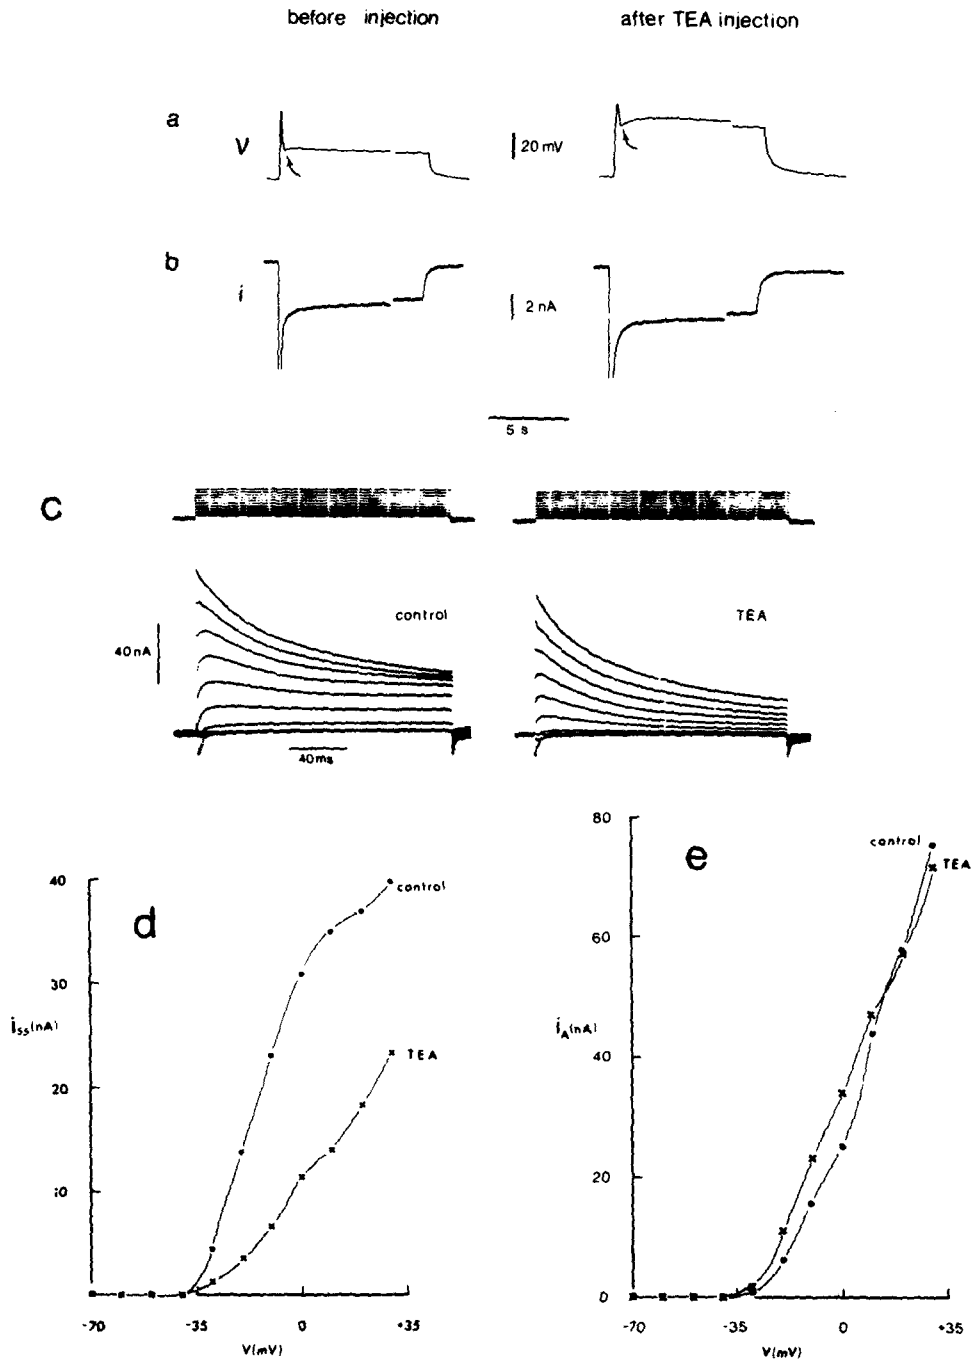 before injection
after TEA injection
a
V
20 mV
b
i
2 nA
5 s
C
control
TEA
40nA
40ms
d
40
30
20
10
iss(nA)
control
TEA
-70
-35
0
+35
V(mV)
e
80
60
40
20
0
iA(nA)
control
TEA
-70
-35
0
+35
V(mV)